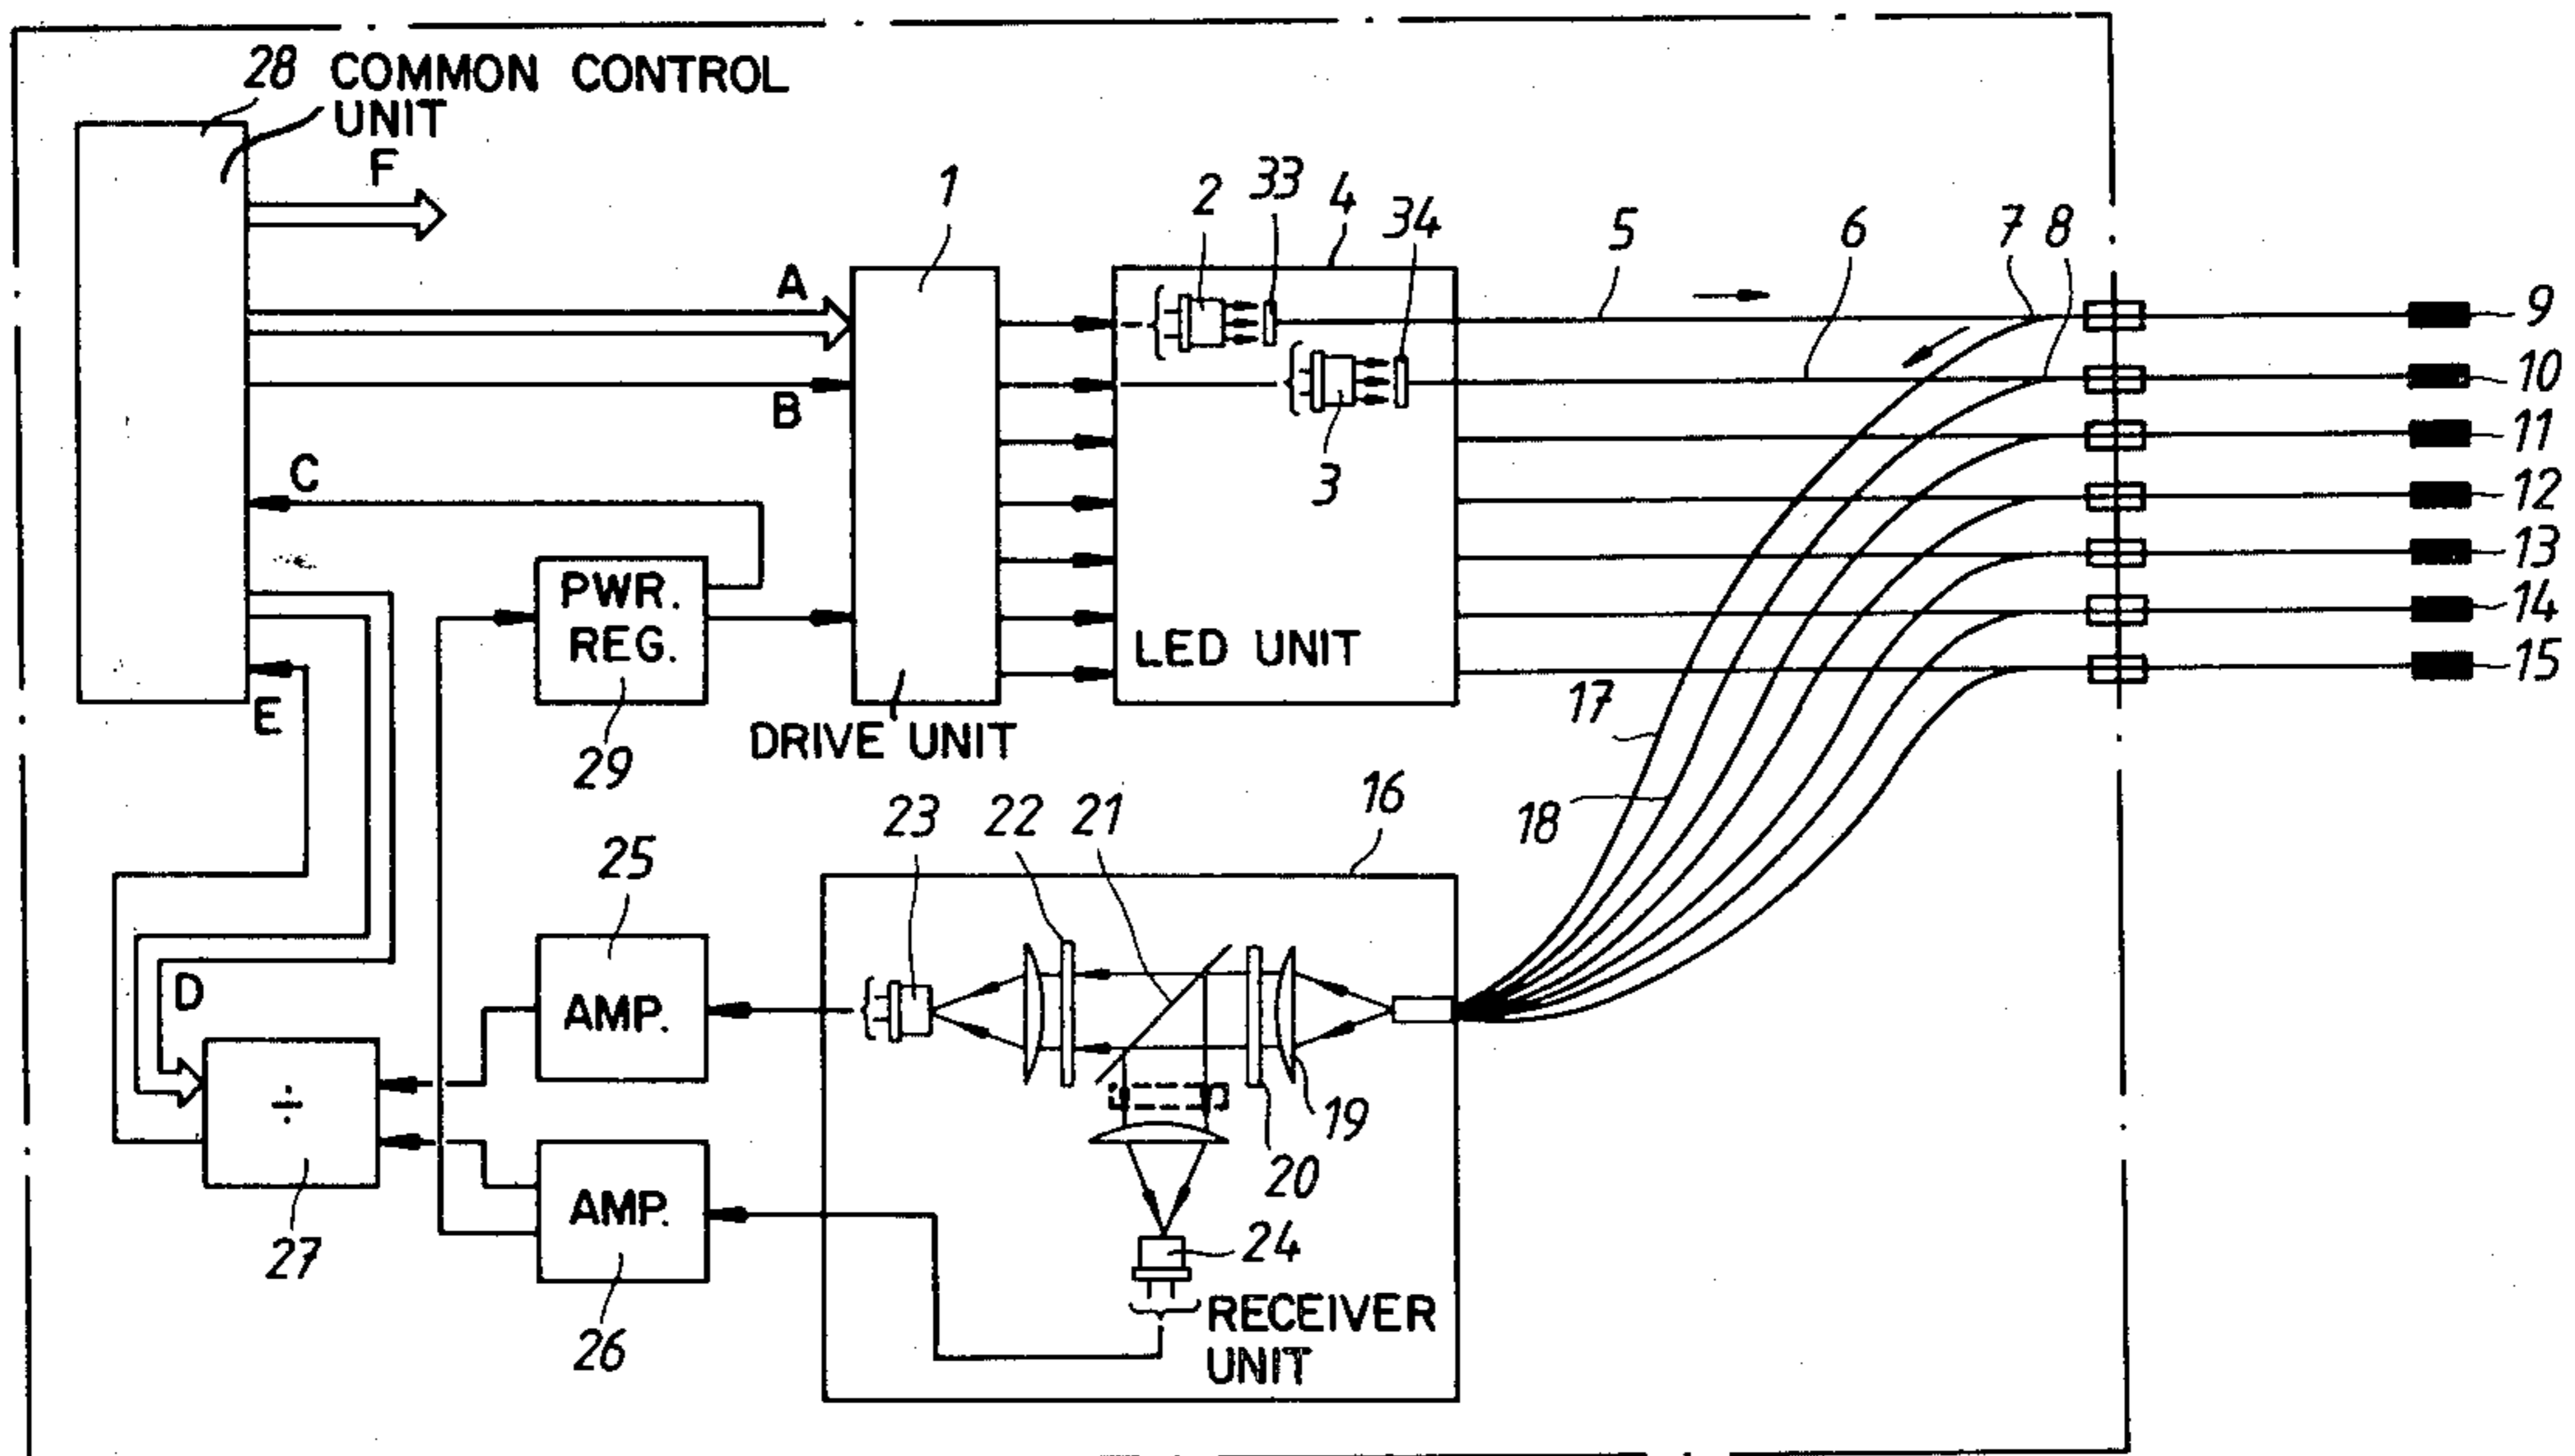 28 COMMON CONTROL
UNIT
F
1
2
33
4
34
5
6
7
8
A
9
B
10
11
C
3
12
13
PWR.
REG.
14
LED UNIT
15
E
17
DRIVE UNIT
29
16
23
22
21
18
25
D
AMP.
÷
19
20
AMP.
24
27
26
RECEIVER
UNIT